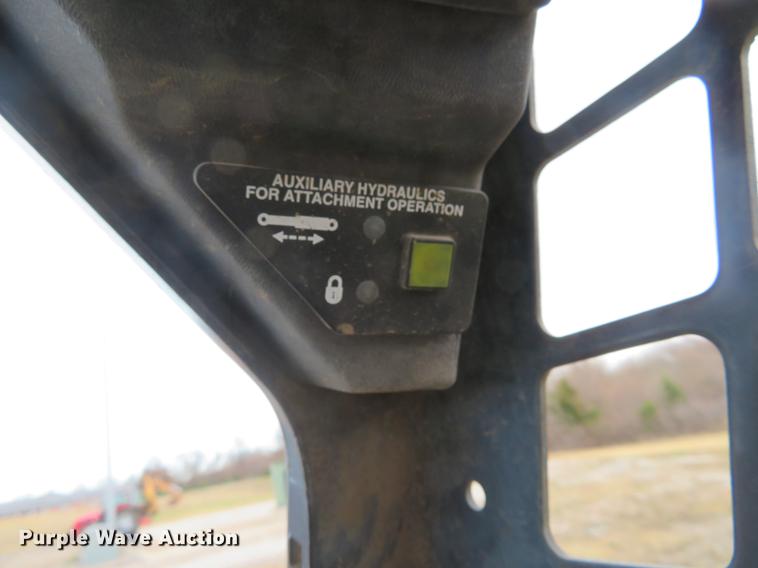 AUXILIARY HYDRAULICS
FOR ATTACHMENT OPERATION
Purple Wave Auction